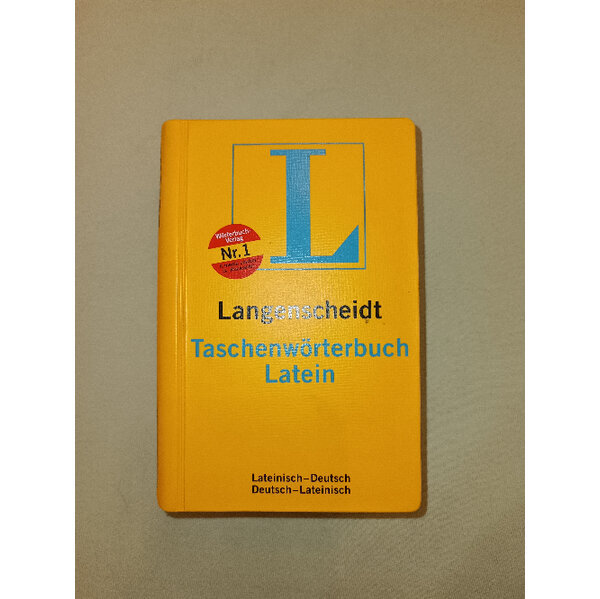 L
Wörterbuch-
Verlag
Nr. 1
Langenscheidt
Taschenwörterbuch
Latein
Lateinisch–Deutsch
Deutsch–Lateinisch